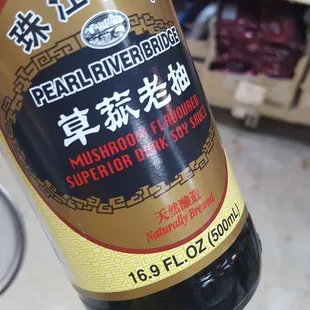 珠江
PEARL RIVER BRIDGE
草菰老抽
MUSHROOM FLAVOURED
SUPERIOR DARK SOY SAUCE
天然釀造
Naturally Brewed
16.9 FL.OZ (500mL)